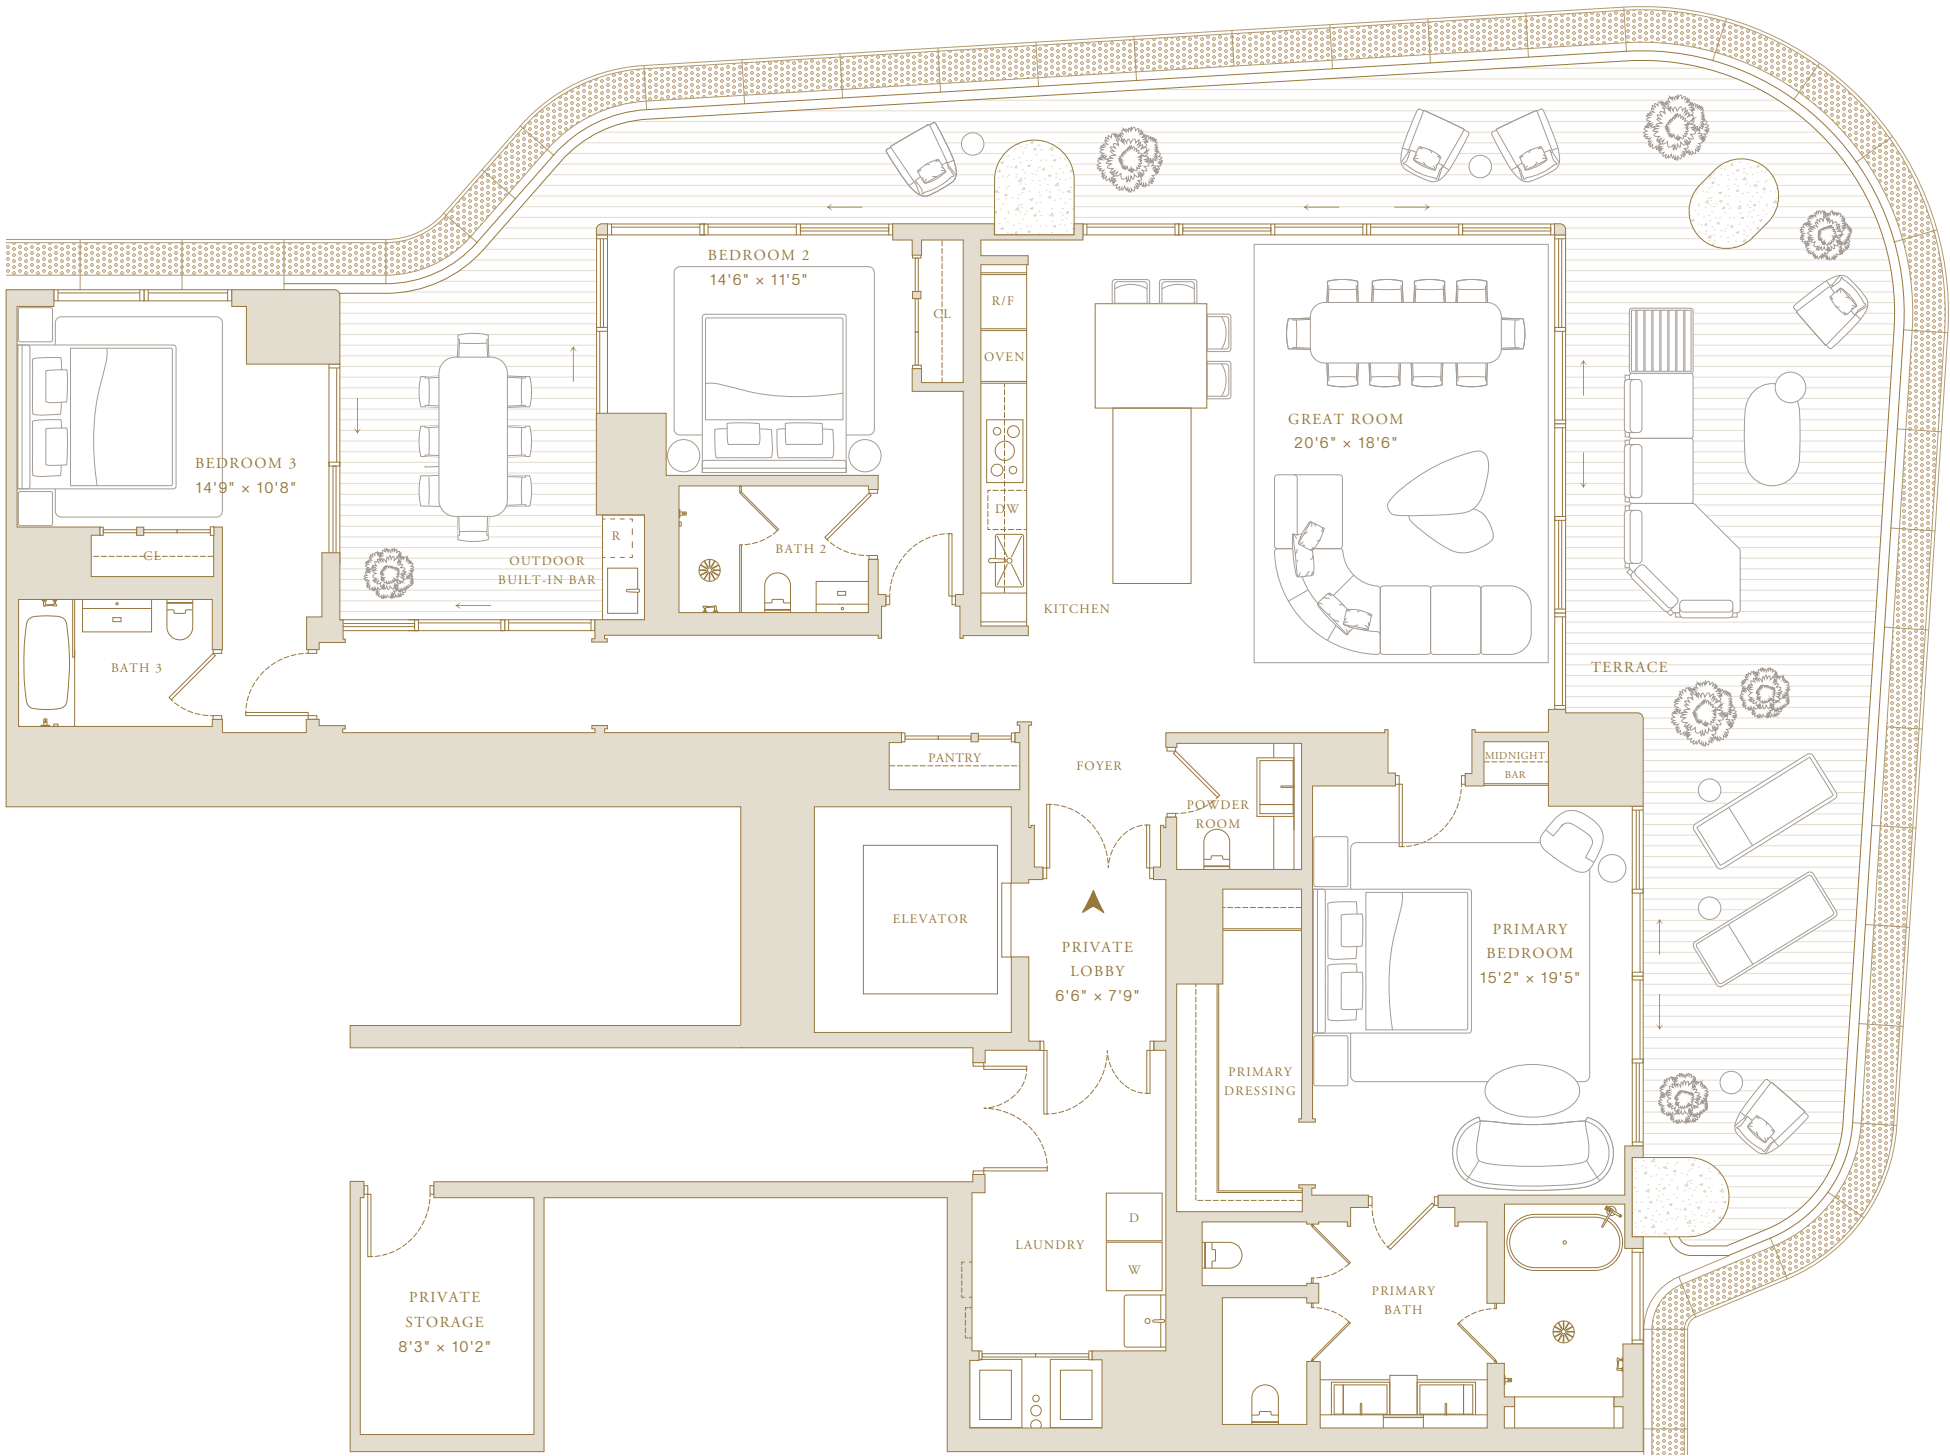 BEDROOM 2
14'6" × 11'5"
CL
R/F
OVEN
DW
KITCHEN
GREAT ROOM
20'6" × 18'6"
BEDROOM 3
14'9" × 10'8"
CL
OUTDOOR
BUILT-IN BAR
R
BATH 2
BATH 3
TERRACE
PANTRY
FOYER
POWDER
ROOM
MIDNIGHT
BAR
ELEVATOR
PRIVATE
LOBBY
6'6" × 7'9"
PRIMARY
BEDROOM
15'2" × 19'5"
PRIMARY
DRESSING
D
W
LAUNDRY
PRIMARY
BATH
PRIVATE
STORAGE
8'3" × 10'2"